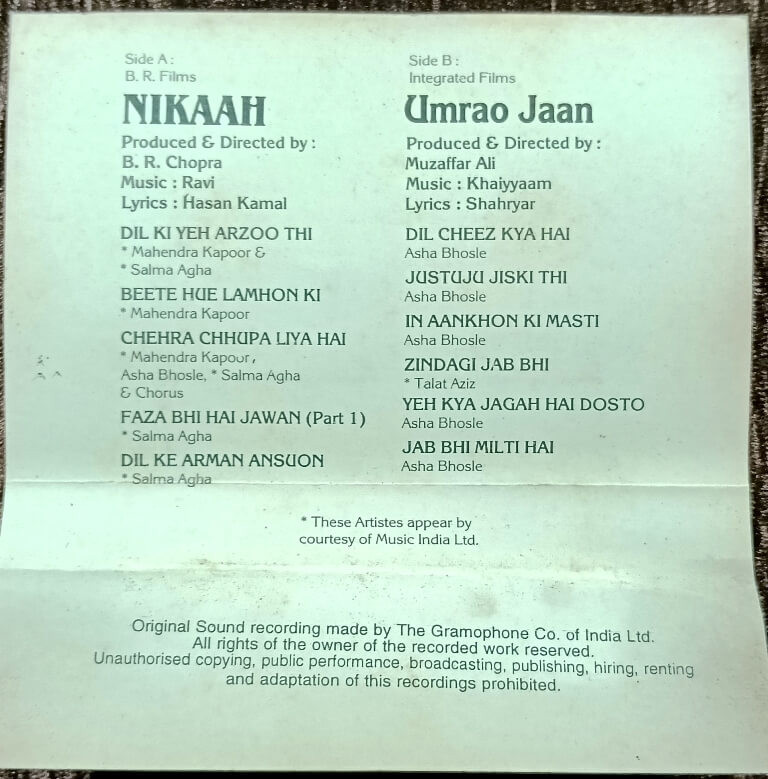 Side A :
B. R. Films
NIKAAH
Produced & Directed by :
B. R. Chopra
Music : Ravi
Lyrics : Hasan Kamal
DIL KI YEH ARZOO THI
* Mahendra Kapoor &
* Salma Agha
BEETE HUE LAMHON KI
* Mahendra Kapoor
CHEHRA CHHUPA LIYA HAI
* Mahendra Kapour,
Asha Bhosle, * Salma Agha
& Chorus
FAZA BHI HAI JAWAN (Part 1)
* Salma Agha
DIL KE ARMAN ANSUON
* Salma Agha
Side B :
Integrated Films
Umrao Jaan
Produced & Directed by :
Muzaffar Ali
Music : Khaiyyaam
Lyrics : Shahryar
DIL CHEEZ KYA HAI
Asha Bhosle
JUSTUJU JISKI THI
Asha Bhosle
IN AANKHON KI MASTI
Asha Bhosle
ZINDAGI JAB BHI
* Talat Aziz
YEH KYA JAGAH HAI DOSTO
Asha Bhosle
JAB BHI MILTI HAI
Asha Bhosle
* These Artistes appear by
courtesy of Music India Ltd.
Original Sound recording made by The Gramophone Co. of India Ltd.
All rights of the owner of the recorded work reserved.
Unauthorised copying, public performance, broadcasting, publishing, hiring, renting
and adaptation of this recordings prohibited.